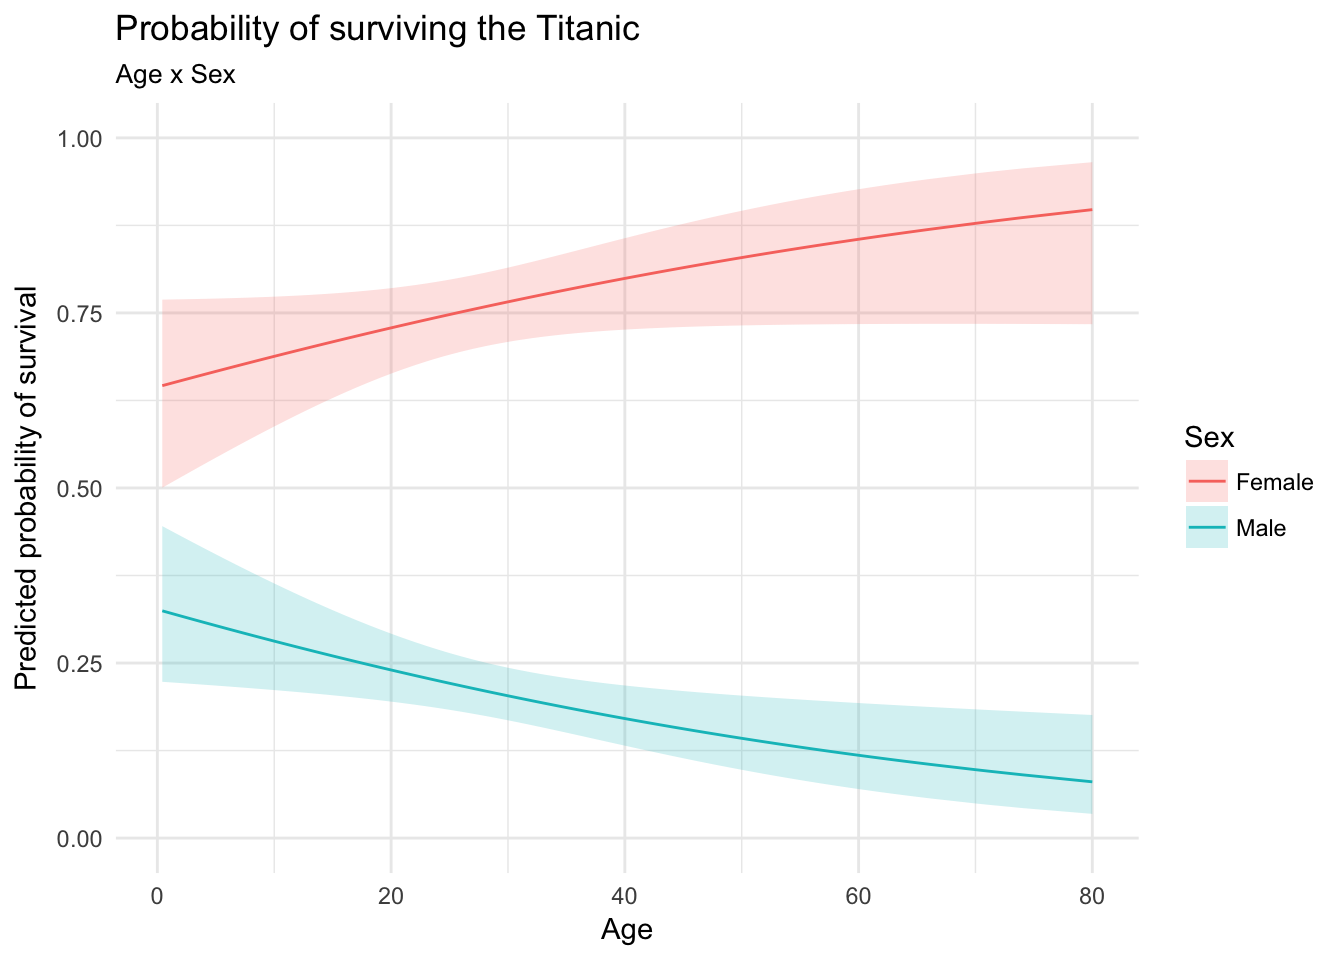 Probability of surviving the Titanic
Age x Sex
Predicted probability of survival
1.00
0.75
0.50
0.25
0.00
0 20 40 60 80
Age
Sex
Female
Male